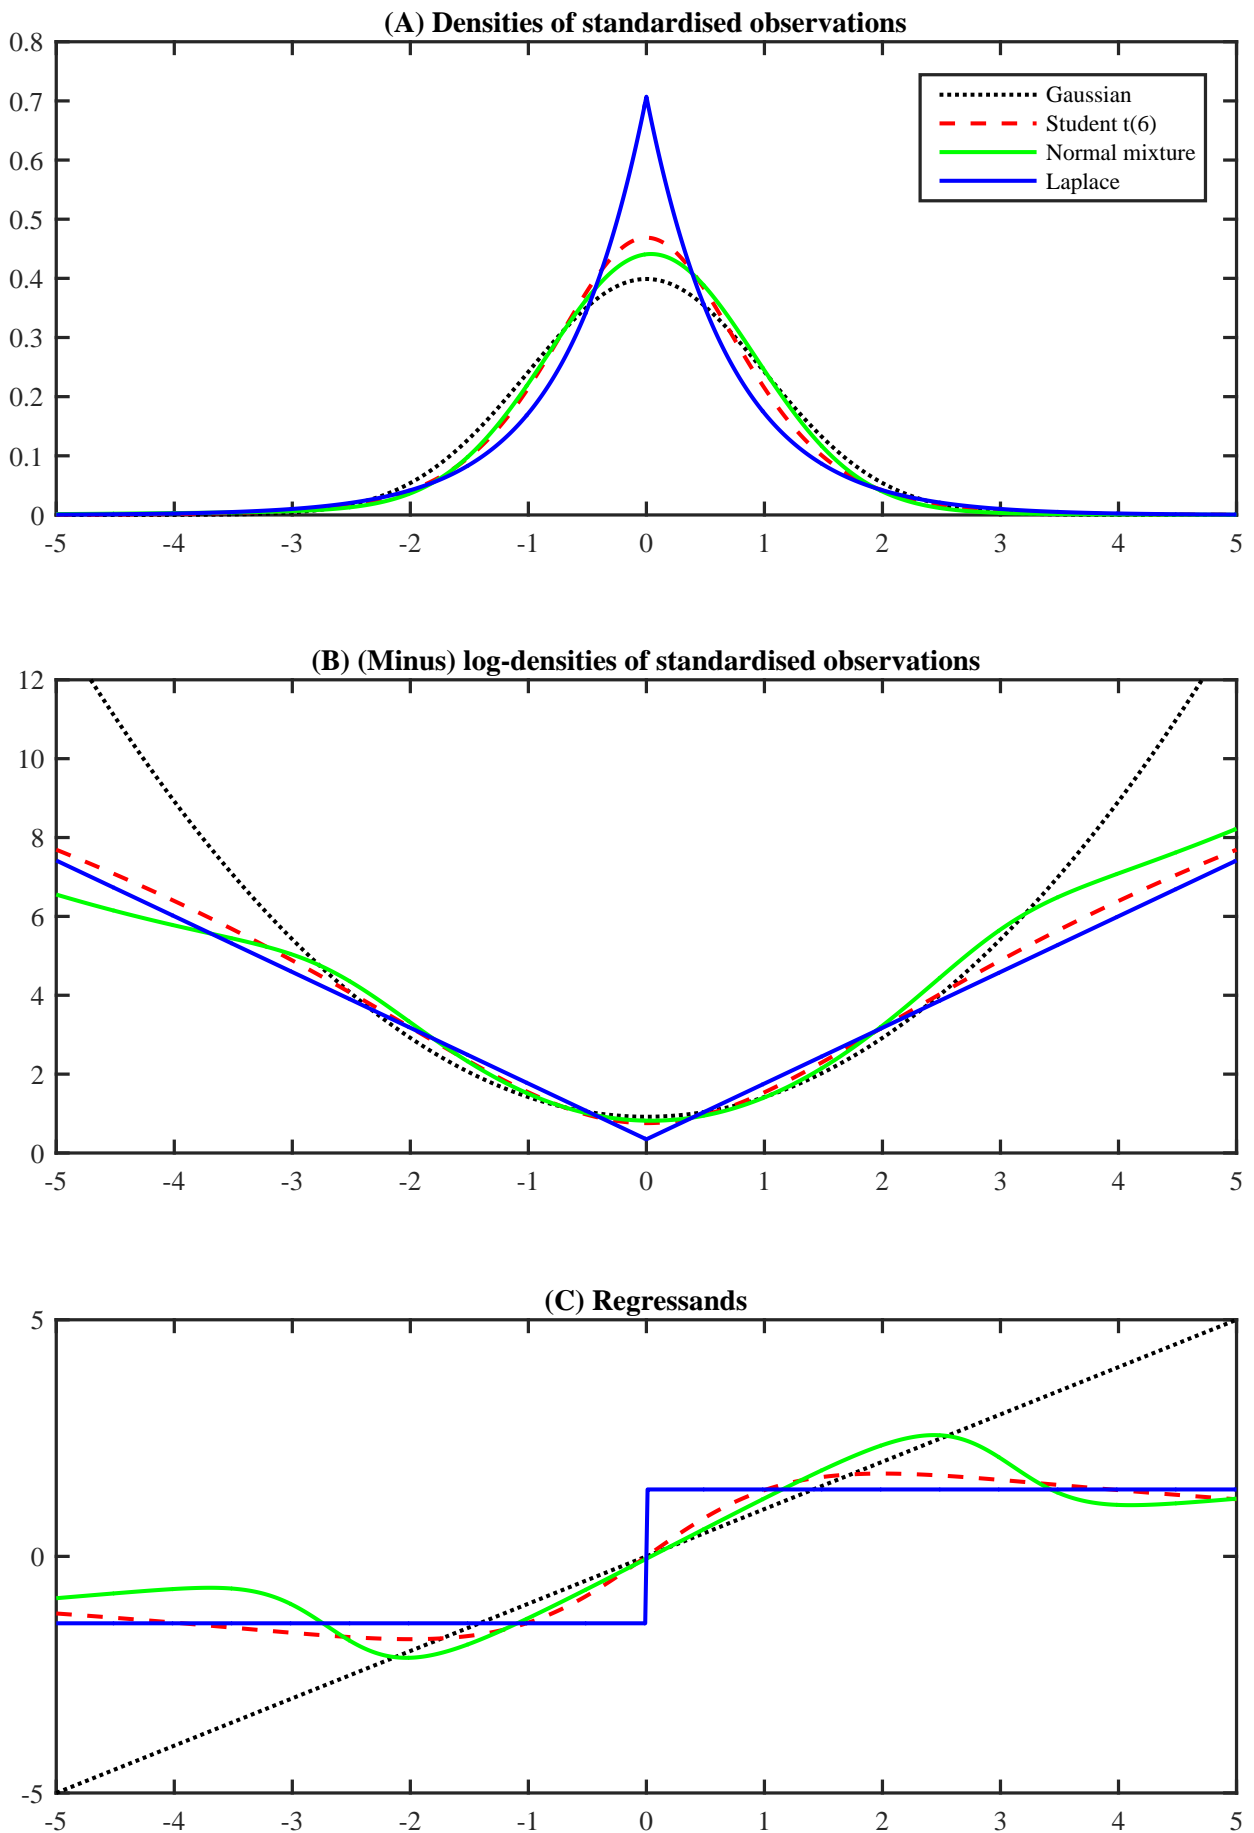 (A) Densities of standardised observations
0.8
0.7
0.6
0.5
0.4
0.3
0.2
0.1
0
Gaussian
Student t(6)
Normal mixture
Laplace
-5 -4 -3 -2 -1 0 1 2 3 4 5
(B) (Minus) log-densities of standardised observations
12
10
8
6
4
2
0
-5 -4 -3 -2 -1 0 1 2 3 4 5
(C) Regressands
5
0
-5
-5 -4 -3 -2 -1 0 1 2 3 4 5